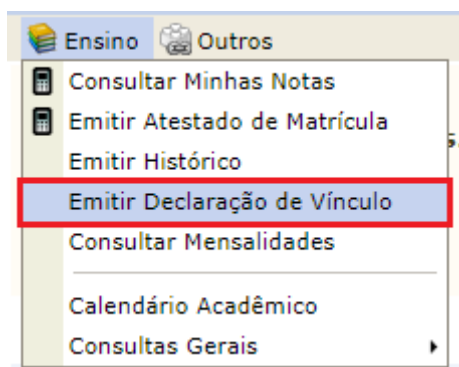 Ensino Outros
Consultar Minhas Notas
Emitir Atestado de Matrícula
Emitir Histórico
Emitir Declaração de Vínculo
Consultar Mensalidades
Calendário Acadêmico
Consultas Gerais